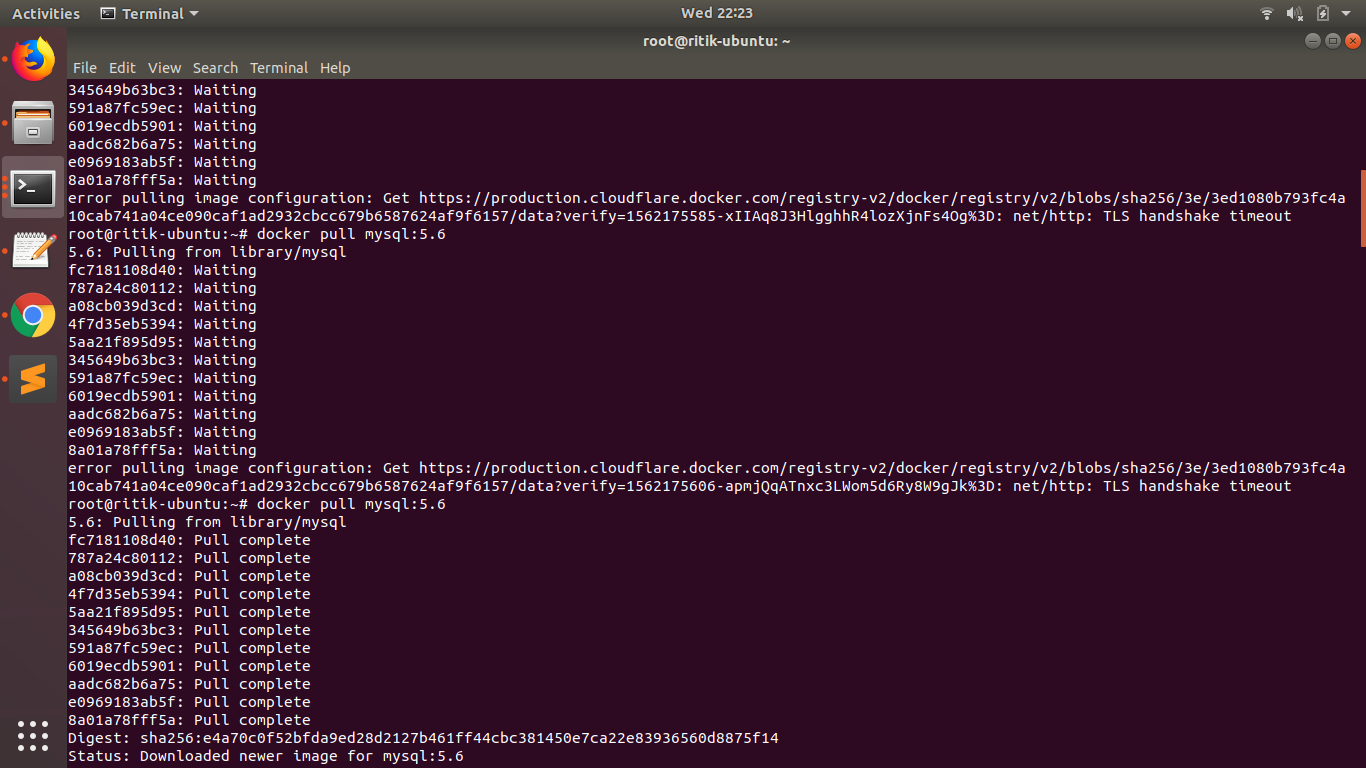 Activities Terminal Wed 22:23
root@ritik-ubuntu: ~
File Edit View Search Terminal Help
345649b63bc3: Waiting
591a87fc59ec: Waiting
6019ecdb5901: Waiting
aadc682b6a75: Waiting
e0969183ab5f: Waiting
8a01a78fff5a: Waiting
error pulling image configuration: Get https://production.cloudflare.docker.com/registry-v2/docker/registry/v2/blobs/sha256/3e/3ed1080b793fc4a
10cab741a04ce090caf1ad2932cbcc679b6587624af9f6157/data?verify=1562175585-xIIAq8J3HlgghhR4lozXjnFs4Og%3D: net/http: TLS handshake timeout
root@ritik-ubuntu:~# docker pull mysql:5.6
5.6: Pulling from library/mysql
fc7181108d40: Waiting
787a24c80112: Waiting
a08cb039d3cd: Waiting
4f7d35eb5394: Waiting
5aa21f895d95: Waiting
345649b63bc3: Waiting
591a87fc59ec: Waiting
6019ecdb5901: Waiting
aadc682b6a75: Waiting
e0969183ab5f: Waiting
8a01a78fff5a: Waiting
error pulling image configuration: Get https://production.cloudflare.docker.com/registry-v2/docker/registry/v2/blobs/sha256/3e/3ed1080b793fc4a
10cab741a04ce090caf1ad2932cbcc679b6587624af9f6157/data?verify=1562175606-apmjQqATnxc3LWom5d6Ry8W9gJk%3D: net/http: TLS handshake timeout
root@ritik-ubuntu:~# docker pull mysql:5.6
5.6: Pulling from library/mysql
fc7181108d40: Pull complete
787a24c80112: Pull complete
a08cb039d3cd: Pull complete
4f7d35eb5394: Pull complete
5aa21f895d95: Pull complete
345649b63bc3: Pull complete
591a87fc59ec: Pull complete
6019ecdb5901: Pull complete
aadc682b6a75: Pull complete
e0969183ab5f: Pull complete
8a01a78fff5a: Pull complete
Digest: sha256:e4a70c0f52bfda9ed28d2127b461ff44cbc381450e7ca22e83936560d8875f14
Status: Downloaded newer image for mysql:5.6